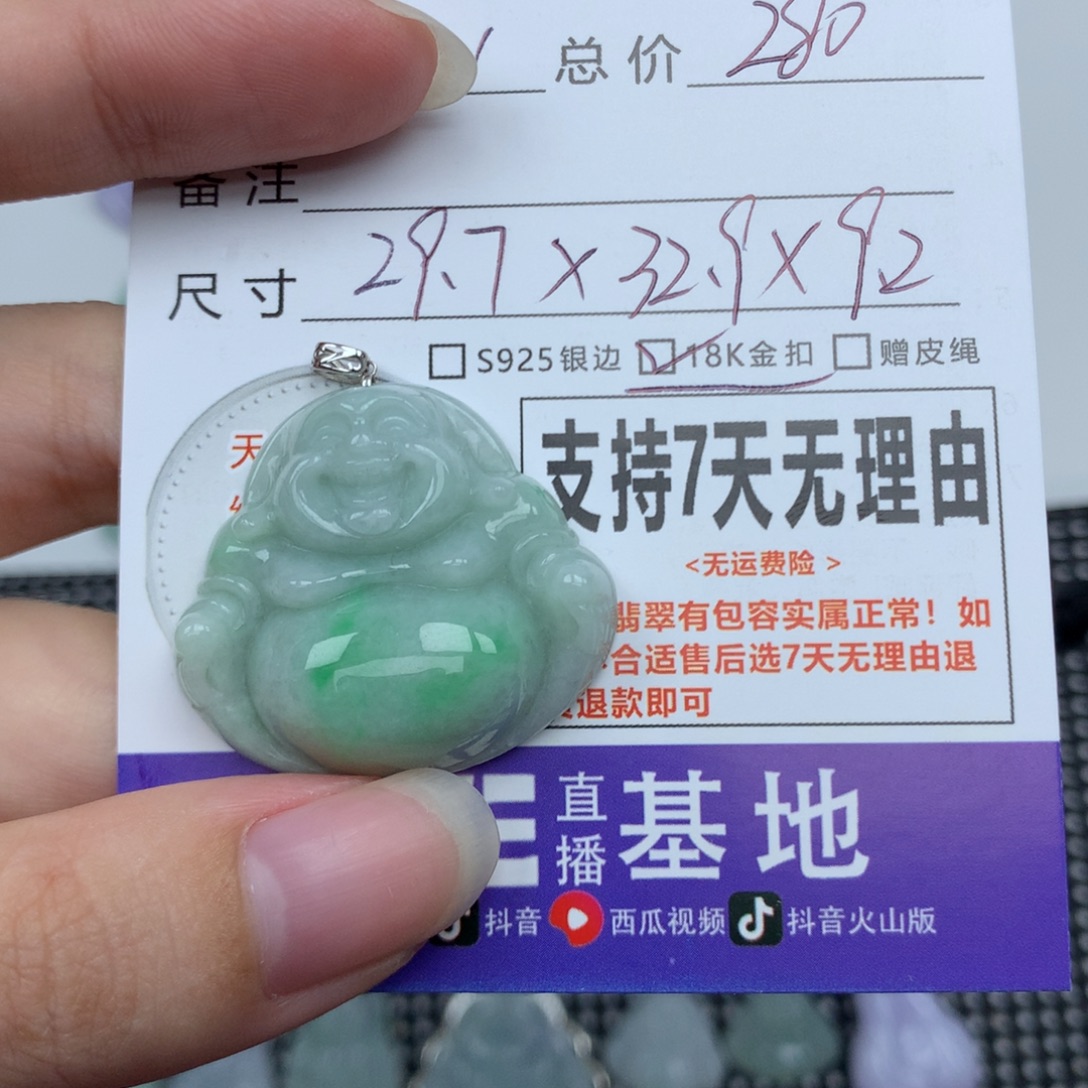 总价 280
备注
尺寸 29.7×32.9×9.2
S925银边 18K金扣 赠皮绳
天
支持7天无理由
<无运费险>
翡翠有包容实属正常！如
合适售后选7天无理由退
退款即可
直播基地
抖音 西瓜视频 抖音火山版